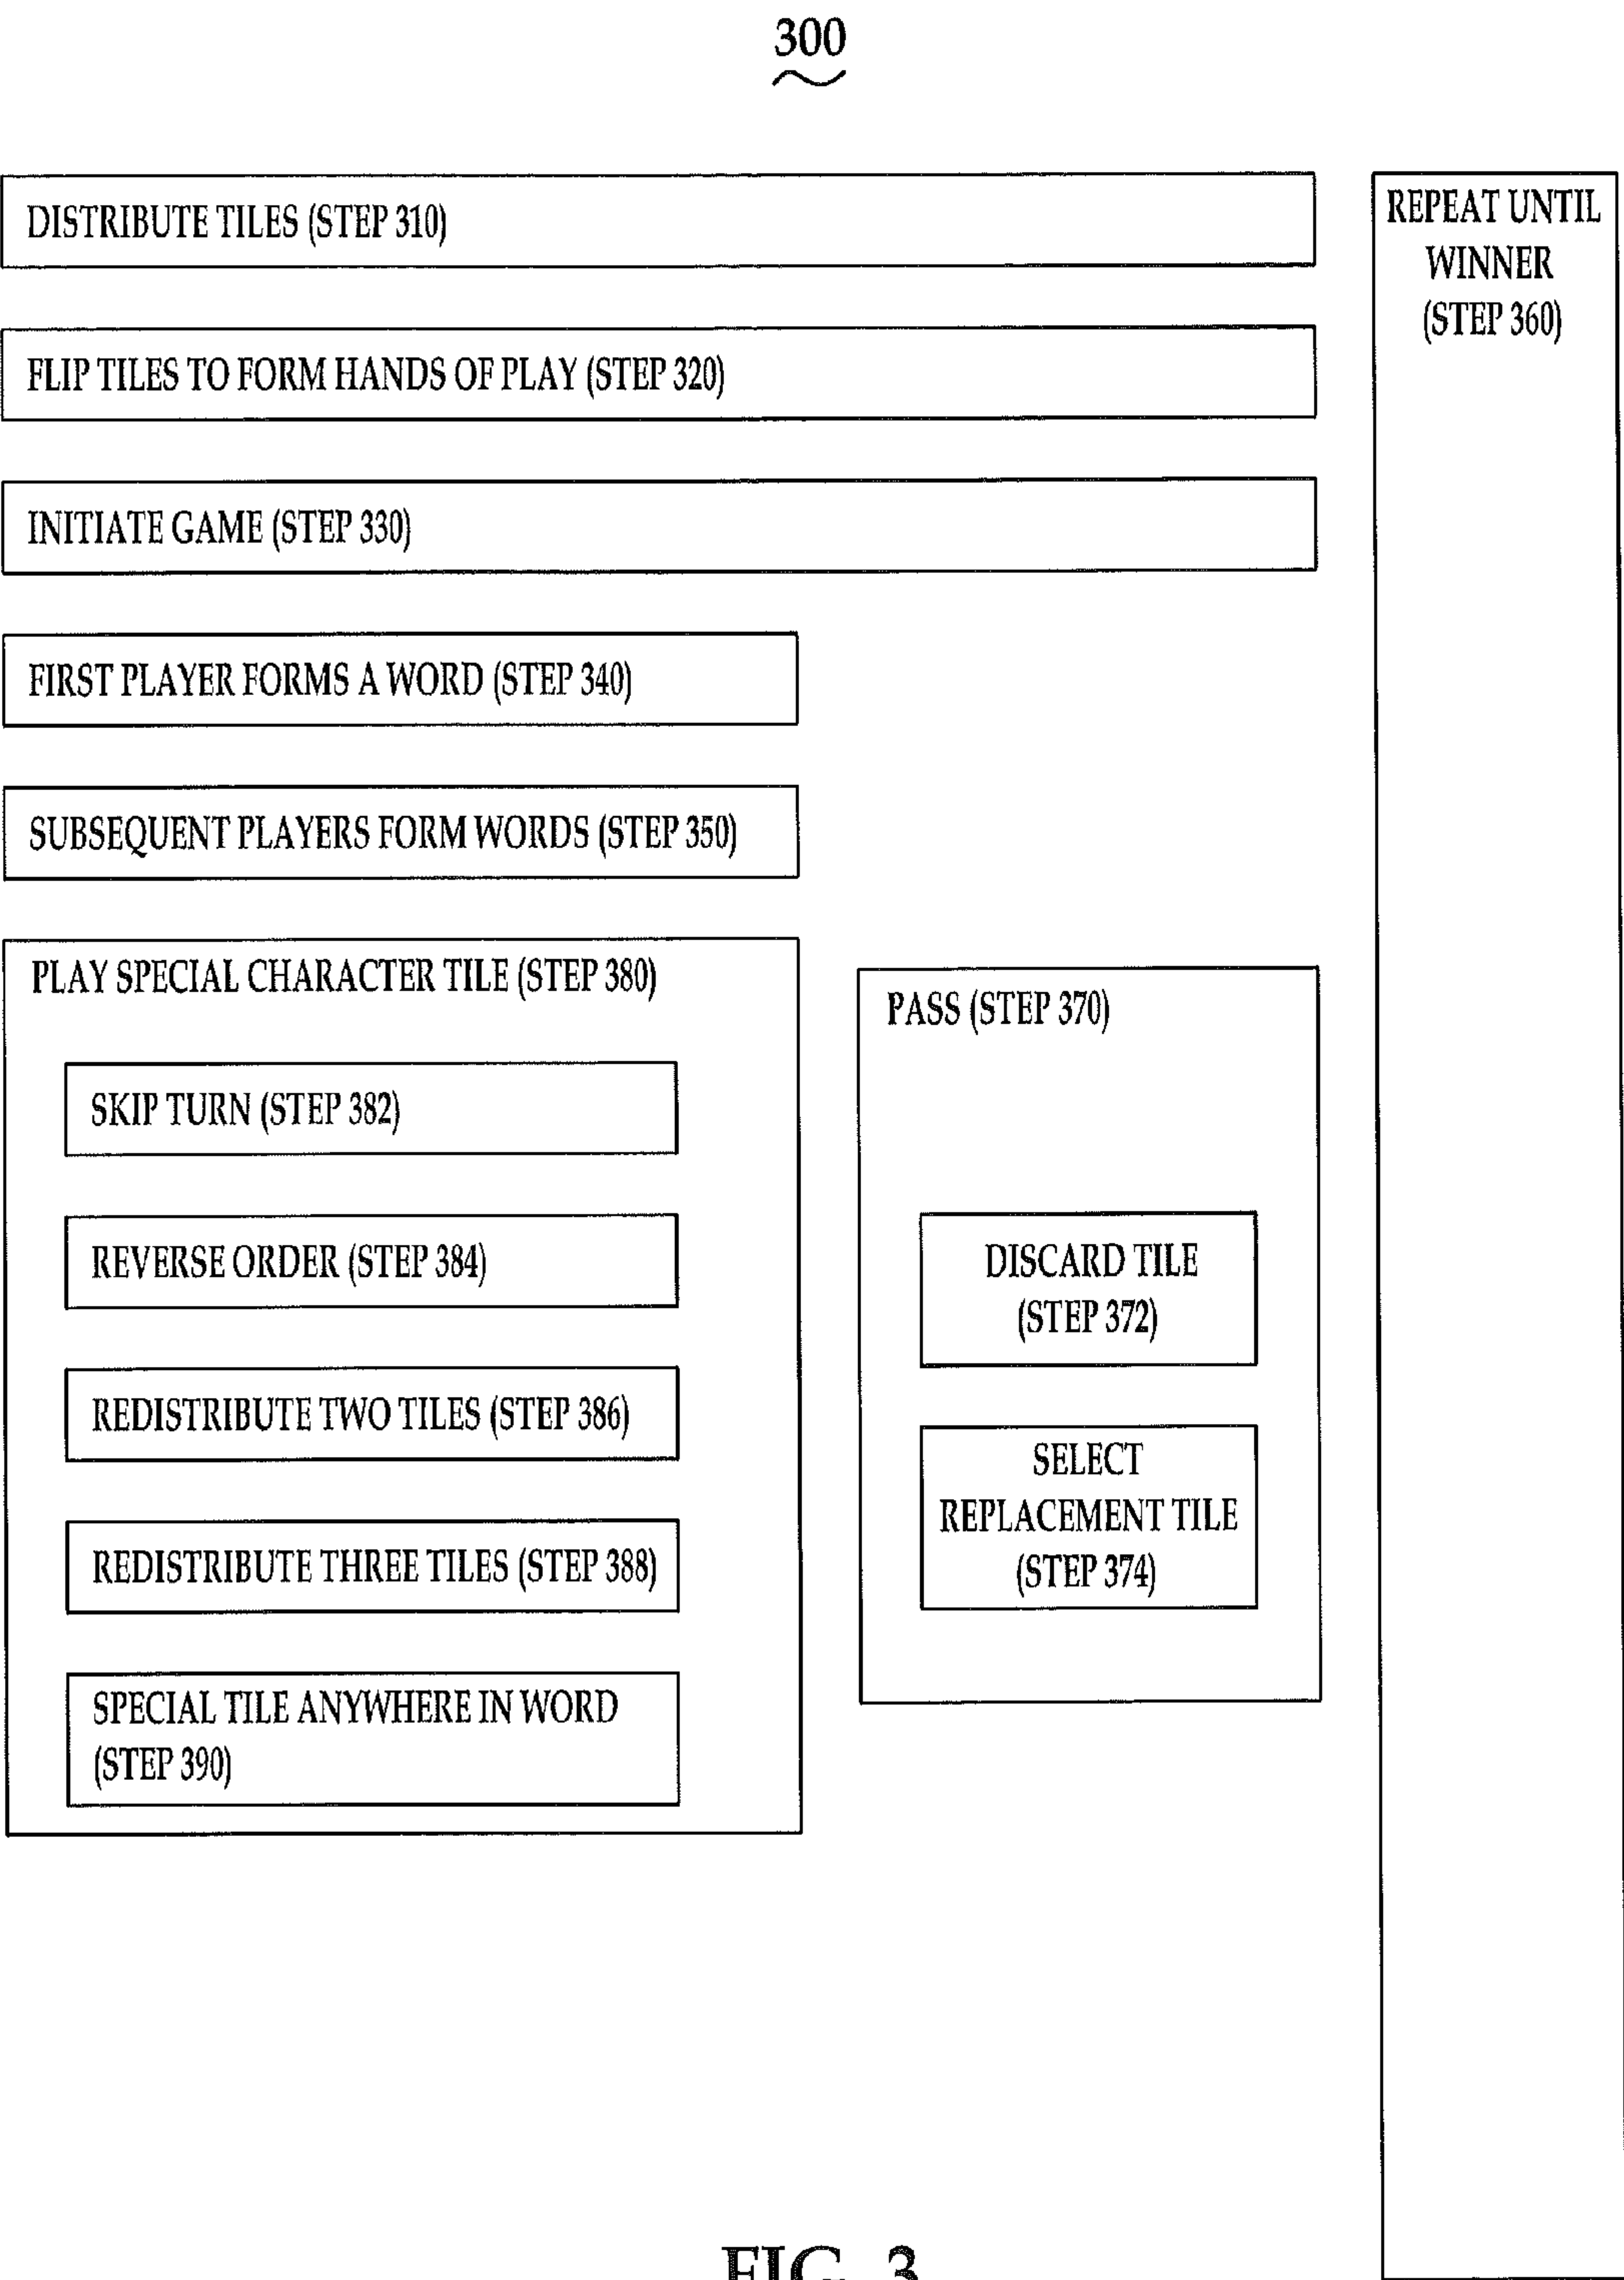 300
DISTRIBUTE TILES (STEP 310)
FLIP TILES TO FORM HANDS OF PLAY (STEP 320)
INITIATE GAME (STEP 330)
FIRST PLAYER FORMS A WORD (STEP 340)
SUBSEQUENT PLAYERS FORM WORDS (STEP 350)
PLAY SPECIAL CHARACTER TILE (STEP 380)
SKIP TURN (STEP 382)
REVERSE ORDER (STEP 384)
REDISTRIBUTE TWO TILES (STEP 386)
REDISTRIBUTE THREE TILES (STEP 388)
SPECIAL TILE ANYWHERE IN WORD
(STEP 390)
PASS (STEP 370)
DISCARD TILE
(STEP 372)
SELECT
REPLACEMENT TILE
(STEP 374)
REPEAT UNTIL
WINNER
(STEP 360)
FIG. 3